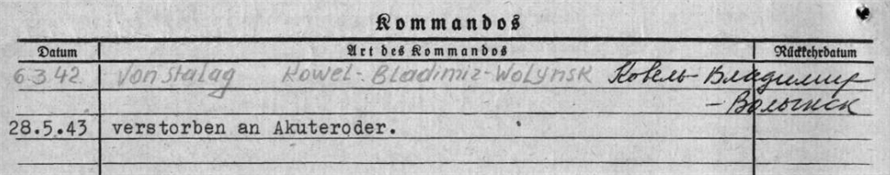 Kommandos
Datum Art des Kommandos Rückkehrdatum
6 3 42 Von Stalag Kowel-Bladimir-Wolynsk Ковель-Владимир
-Волынск
28.5.43 verstorben an Akuteroder.